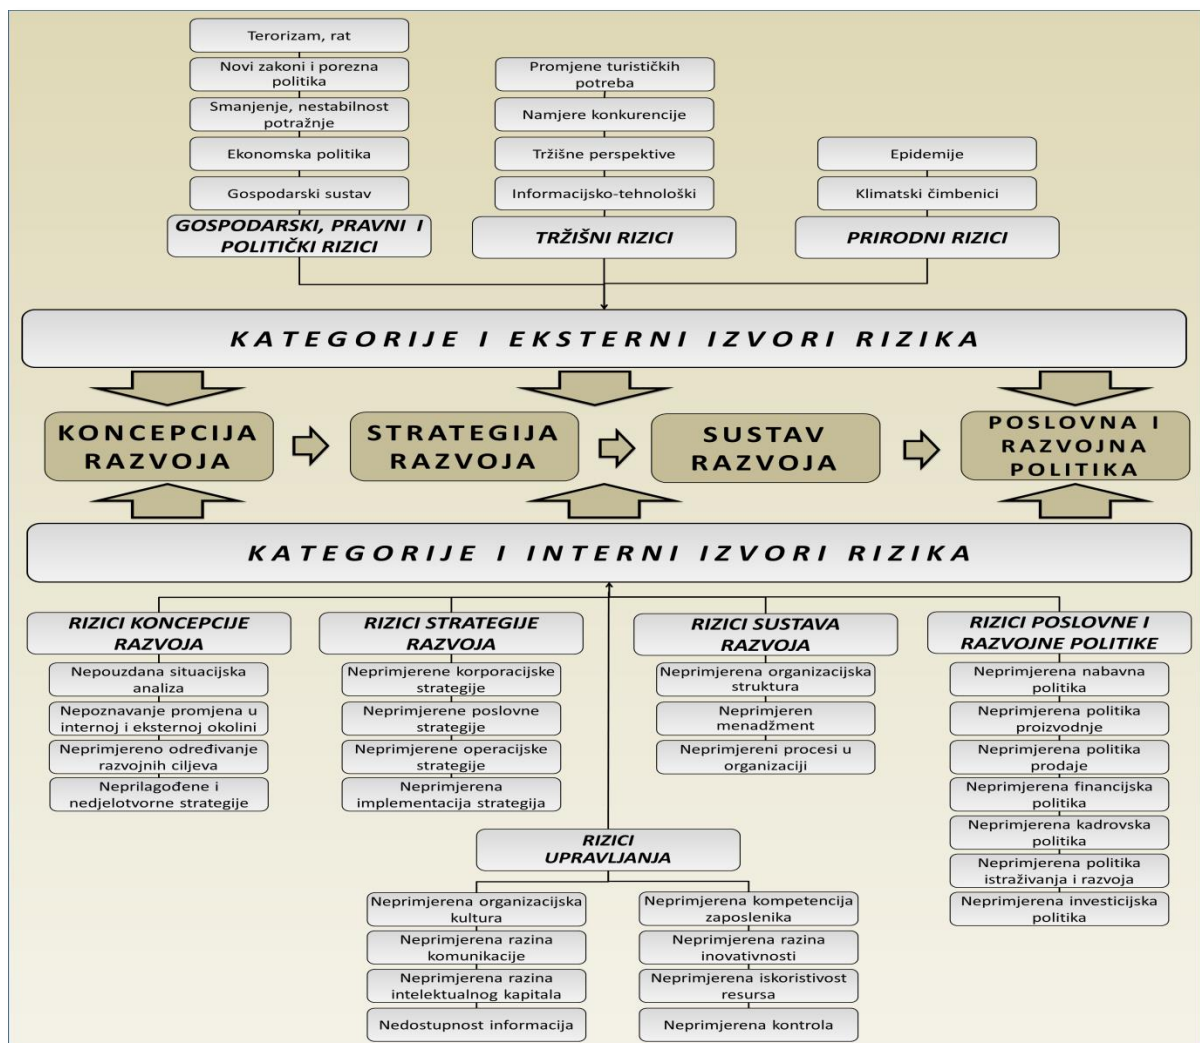 Terorizam, rat
Novi zakoni i porezna
politika
Smanjenje, nestabilnost
potražnje
Ekonomska politika
Gospodarski sustav
GOSPODARSKI, PRAVNI I
POLITIČKI RIZICI
Promjene turističkih
potreba
Namjere konkurencije
Tržišne perspektive
Informacijsko-tehnološki
TRŽIŠNI RIZICI
Epidemije
Klimatski čimbenici
PRIRODNI RIZICI
KATEGORIJE I EKSTERNI IZVORI RIZIKA
KONCEPCIJA
RAZVOJA
STRATEGIJA
RAZVOJA
SUSTAV
RAZVOJA
POSLOVNA I
RAZVOJNA
POLITIKA
KATEGORIJE I INTERNI IZVORI RIZIKA
RIZICI KONCEPCIJE
RAZVOJA
Nepouzdana situacijska
analiza
Nepoznavanje promjena u
internoj i eksternoj okolini
Neprimjereno određivanje
razvojnih ciljeva
Neprilagođene i
nedjelotvorne strategije
RIZICI STRATEGIJE
RAZVOJA
Neprimjerene korporacijske
strategije
Neprimjerene poslovne
strategije
Neprimjerene operacijske
strategije
Neprimjerena
implementacija strategija
RIZICI SUSTAVA
RAZVOJA
Neprimjerena organizacijska
struktura
Neprimjeren
menadžment
Neprimjereni procesi u
organizaciji
RIZICI POSLOVNE I
RAZVOJNE POLITIKE
Neprimjerena nabavna
politika
Neprimjerena politika
proizvodnje
Neprimjerena politika
prodaje
Neprimjerena financijska
politika
Neprimjerena kadrovska
politika
Neprimjerena politika
istraživanja i razvoja
Neprimjerena investicijska
politika
RIZICI
UPRAVLJANJA
Neprimjerena organizacijska
kultura
Neprimjerena razina
komunikacije
Neprimjerena razina
intelektualnog kapitala
Nedostupnost informacija
Neprimjerena kompetencija
zaposlenika
Neprimjerena razina
inovativnosti
Neprimjerena iskoristivost
resursa
Neprimjerena kontrola